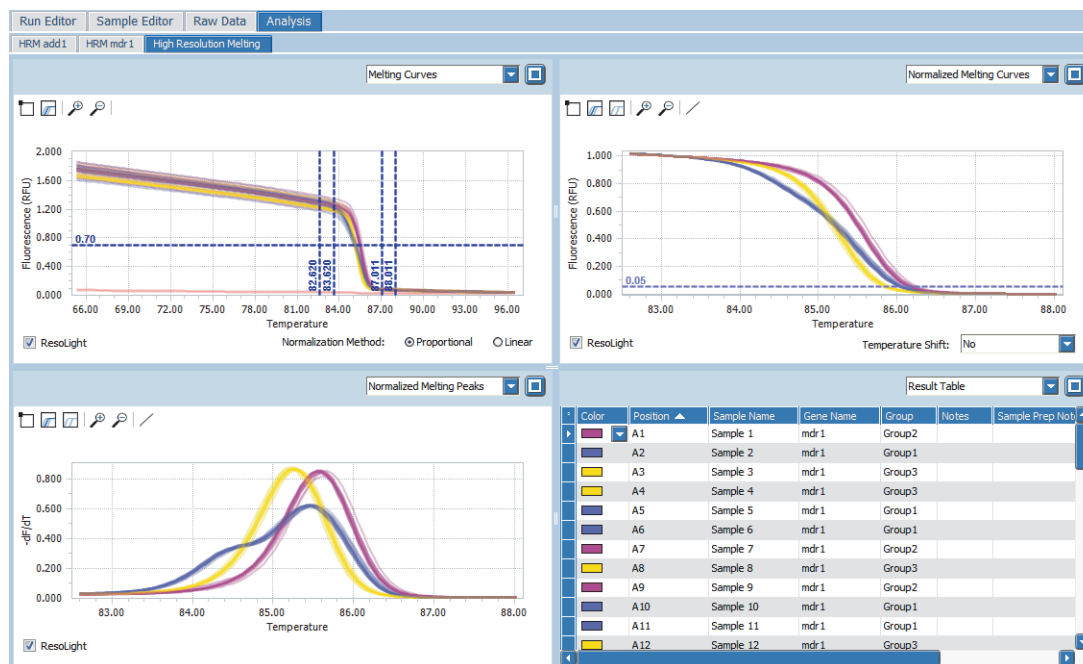 Run Editor Sample Editor Raw Data Analysis
HRM add1 HRM mdr1 High Resolution Melting
Melting Curves
Fluorescence (RFU)
2.000
1.600
1.200
0.800
0.400
0.000
0.70
82.620
83.620
87.011
88.011
66.00 69.00 72.00 75.00 78.00 81.00 84.00 87.00 90.00 93.00 96.00
Temperature
ResoLight Normalization Method: Proportional Linear
Normalized Melting Curves
Fluorescence (RFU)
1.000
0.800
0.600
0.400
0.200
0.000
0.05
83.00 84.00 85.00 86.00 87.00 88.00
Temperature
ResoLight Temperature Shift: No
Normalized Melting Peaks
-dF/dT
0.800
0.600
0.400
0.200
0.000
83.00 84.00 85.00 86.00 87.00 88.00
Temperature
ResoLight
Result Table
Color Position Sample Name Gene Name Group Notes Sample Prep Not
A1 Sample 1 mdr1 Group2
A2 Sample 2 mdr1 Group1
A3 Sample 3 mdr1 Group3
A4 Sample 4 mdr1 Group3
A5 Sample 5 mdr1 Group1
A6 Sample 6 mdr1 Group1
A7 Sample 7 mdr1 Group2
A8 Sample 8 mdr1 Group3
A9 Sample 9 mdr1 Group2
A10 Sample 10 mdr1 Group1
A11 Sample 11 mdr1 Group1
A12 Sample 12 mdr1 Group3